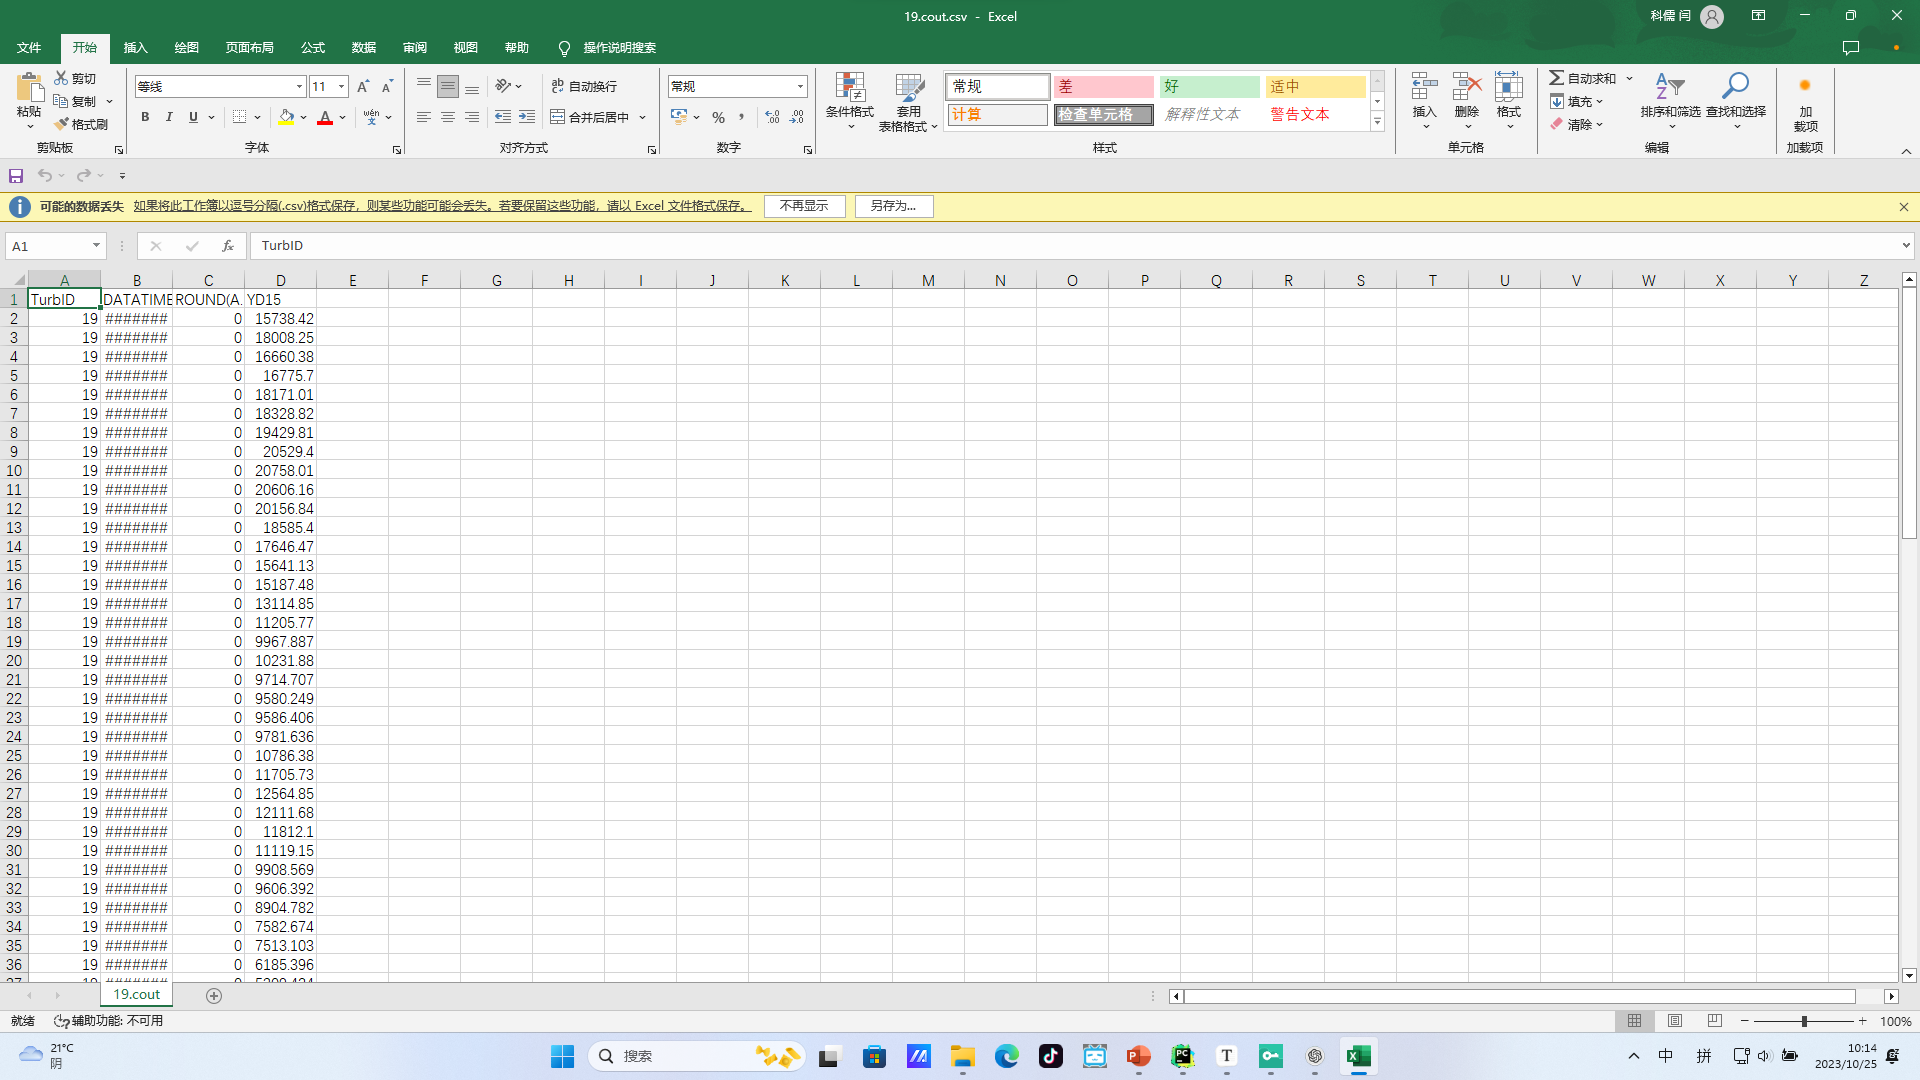 19.cout.csv - Excel
科儒 闫
文件 开始 插入 绘图 页面布局 公式 数据 审阅 视图 帮助 操作说明搜索
粘贴 剪切 复制 格式刷
等线 11 B I U
自动换行 合并后居中
常规 %
条件格式 套用表格格式
常规 差 好 适中
计算 检查单元格 解释性文本 警告文本
插入 删除 格式
自动求和 填充 清除 排序和筛选 查找和选择
加载项
剪贴板 字体 对齐方式 数字 样式 单元格 编辑 加载项
可能的数据丢失 如果将此工作簿以逗号分隔(.csv)格式保存，则某些功能可能会丢失。若要保留这些功能，请以 Excel 文件格式保存。 不再显示 另存为...
A1 fx TurbID
A B C D E F G H I J K L M N O P Q R S T U V W X Y Z
1 TurbID DATATIME ROUND(A. YD15
2 19 ####### 0 15738.42
3 19 ####### 0 18008.25
4 19 ####### 0 16660.38
5 19 ####### 0 16775.7
6 19 ####### 0 18171.01
7 19 ####### 0 18328.82
8 19 ####### 0 19429.81
9 19 ####### 0 20529.4
10 19 ####### 0 20758.01
11 19 ####### 0 20606.16
12 19 ####### 0 20156.84
13 19 ####### 0 18585.4
14 19 ####### 0 17646.47
15 19 ####### 0 15641.13
16 19 ####### 0 15187.48
17 19 ####### 0 13114.85
18 19 ####### 0 11205.77
19 19 ####### 0 9967.887
20 19 ####### 0 10231.88
21 19 ####### 0 9714.707
22 19 ####### 0 9580.249
23 19 ####### 0 9586.406
24 19 ####### 0 9781.636
25 19 ####### 0 10786.38
26 19 ####### 0 11705.73
27 19 ####### 0 12564.85
28 19 ####### 0 12111.68
29 19 ####### 0 11812.1
30 19 ####### 0 11119.15
31 19 ####### 0 9908.569
32 19 ####### 0 9606.392
33 19 ####### 0 8904.782
34 19 ####### 0 7582.674
35 19 ####### 0 7513.103
36 19 ####### 0 6185.396
19.cout
就绪 辅助功能: 不可用 100%
21°C
阴
搜索
中 拼
10:14
2023/10/25